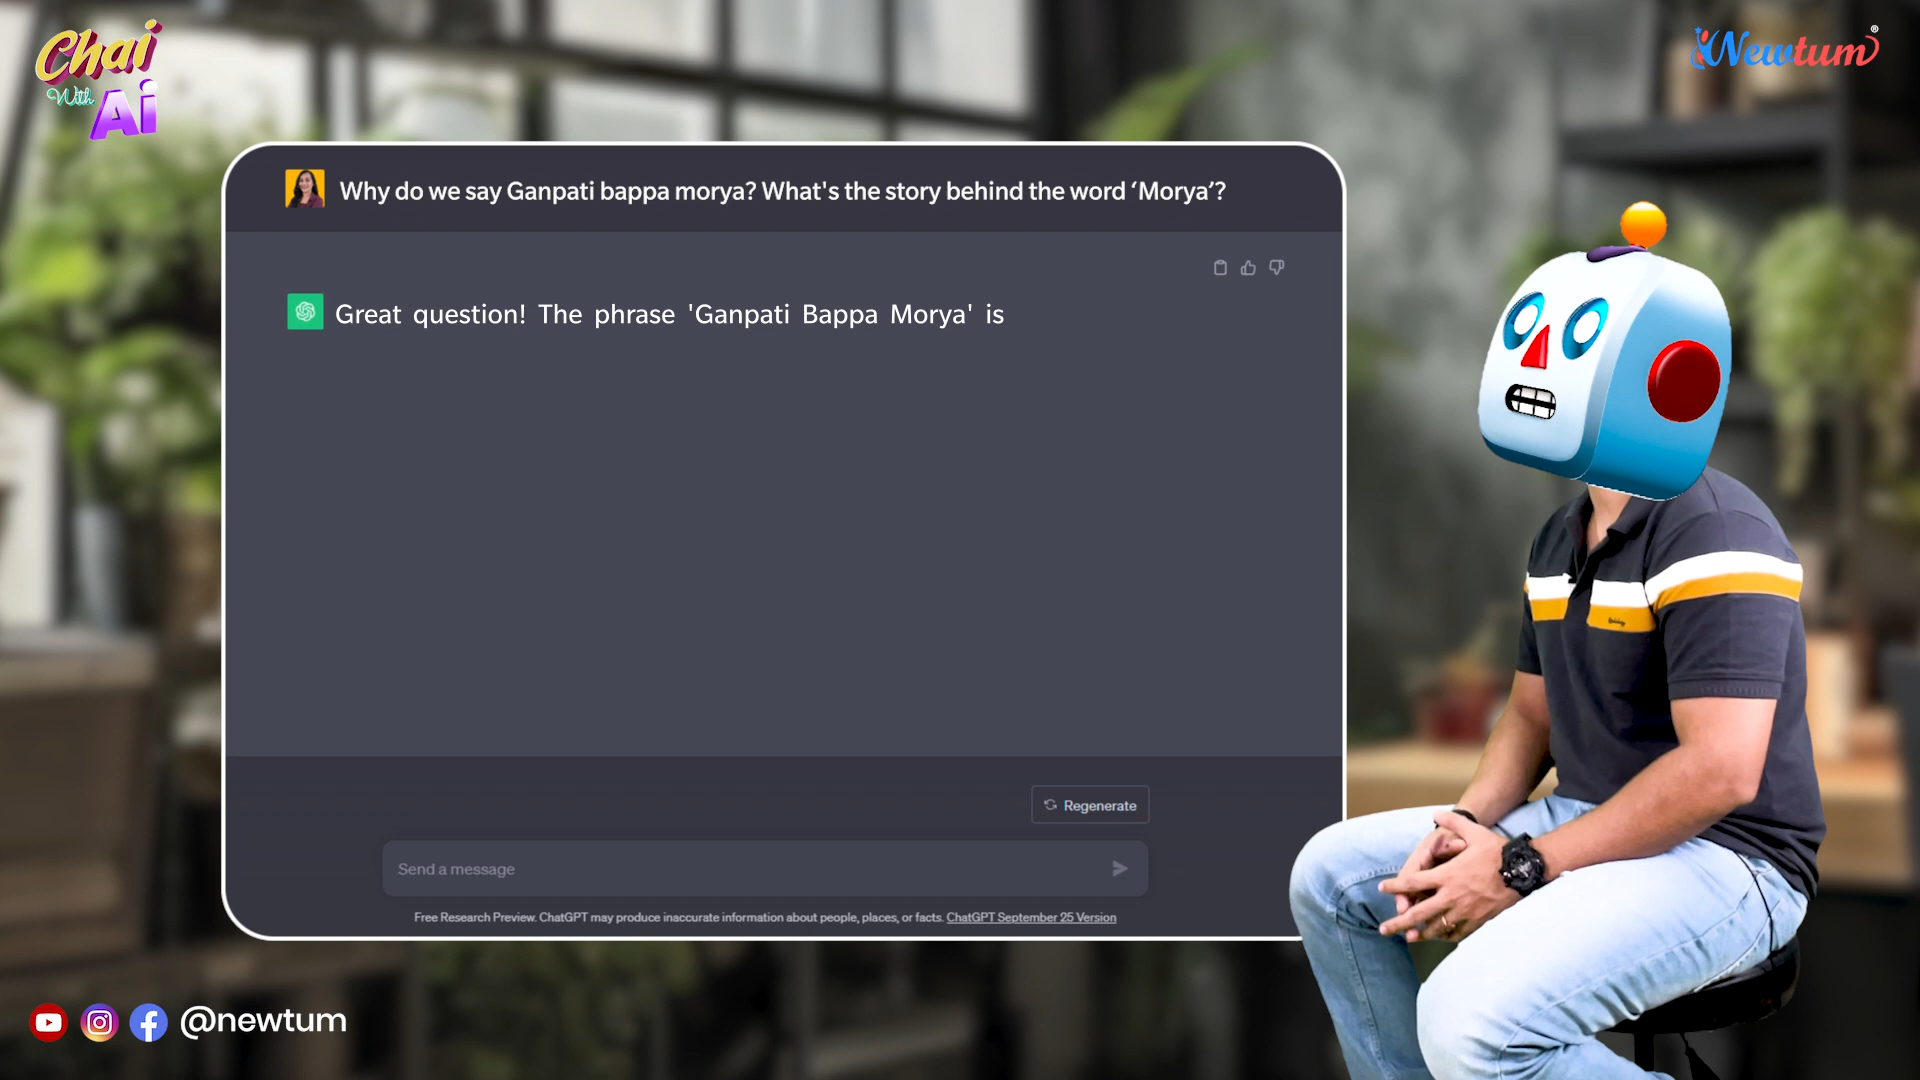 Chai
With
Ai
Newtum®
Why do we say Ganpati bappa morya? What's the story behind the word ‘Morya’?
Great question! The phrase 'Ganpati Bappa Morya' is
Regenerate
Send a message
Free Research Preview. ChatGPT may produce inaccurate information about people, places, or facts. ChatGPT September 25 Version
@newtum